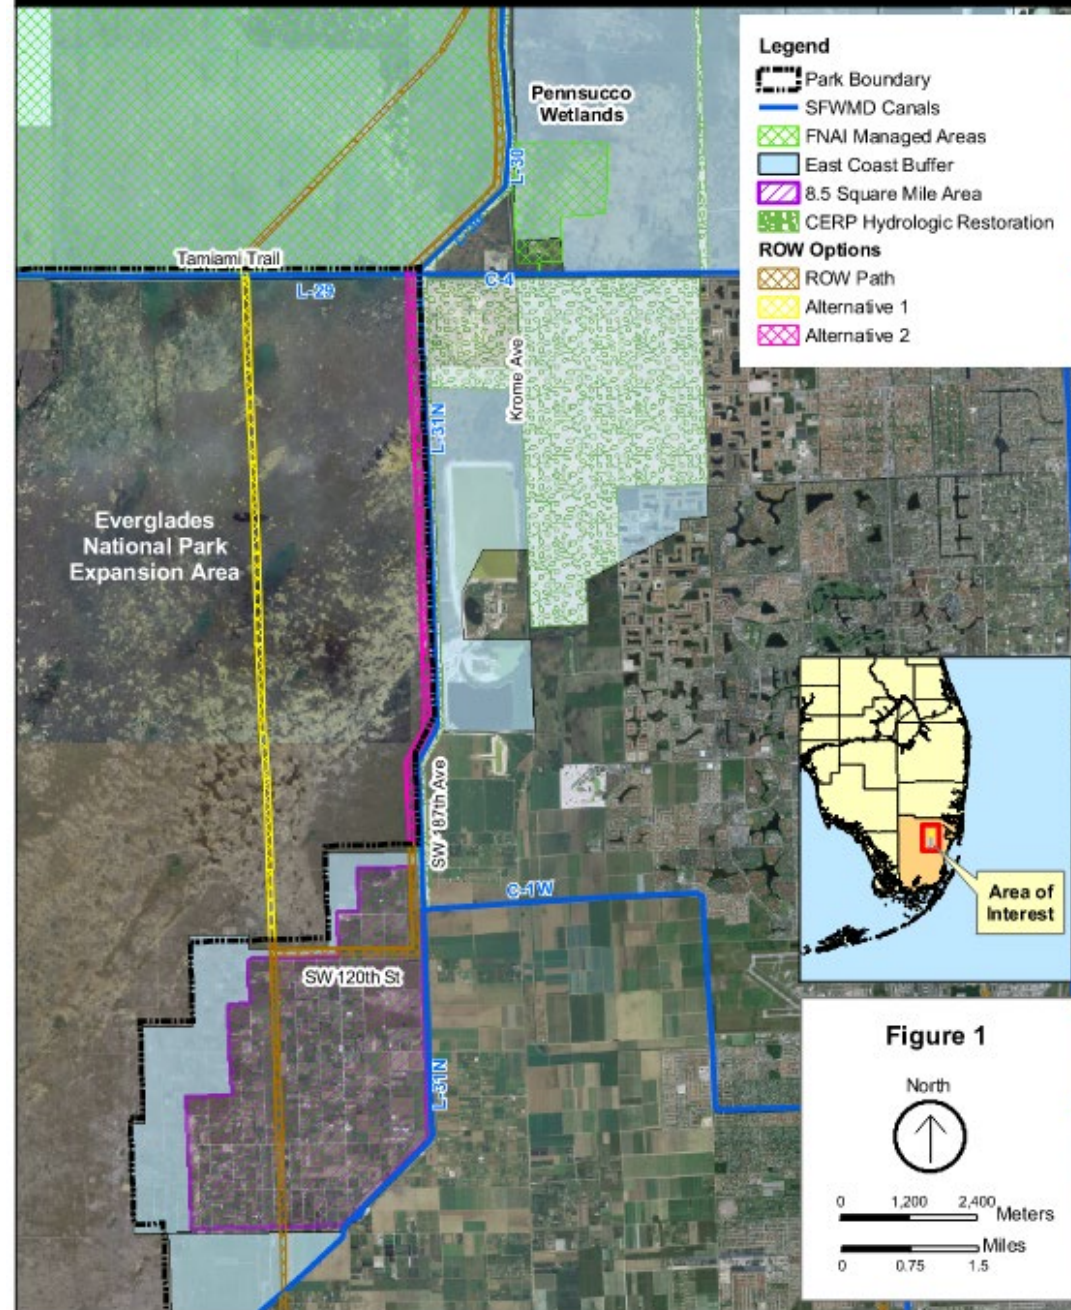 Pennsucco
Wetlands
L-30
Tamiami Trail
L-29
C-4
Krome Ave
L-31N
Everglades
National Park
Expansion Area
SW 187th Ave
C-1W
SW 120th St
L-31N
Legend
Park Boundary
SFWMD Canals
FNAI Managed Areas
East Coast Buffer
8.5 Square Mile Area
CERP Hydrologic Restoration
ROW Options
ROW Path
Alternative 1
Alternative 2
Area of
Interest
Figure 1
North
0 1,200 2,400 Meters
Miles
0 0.75 1.5